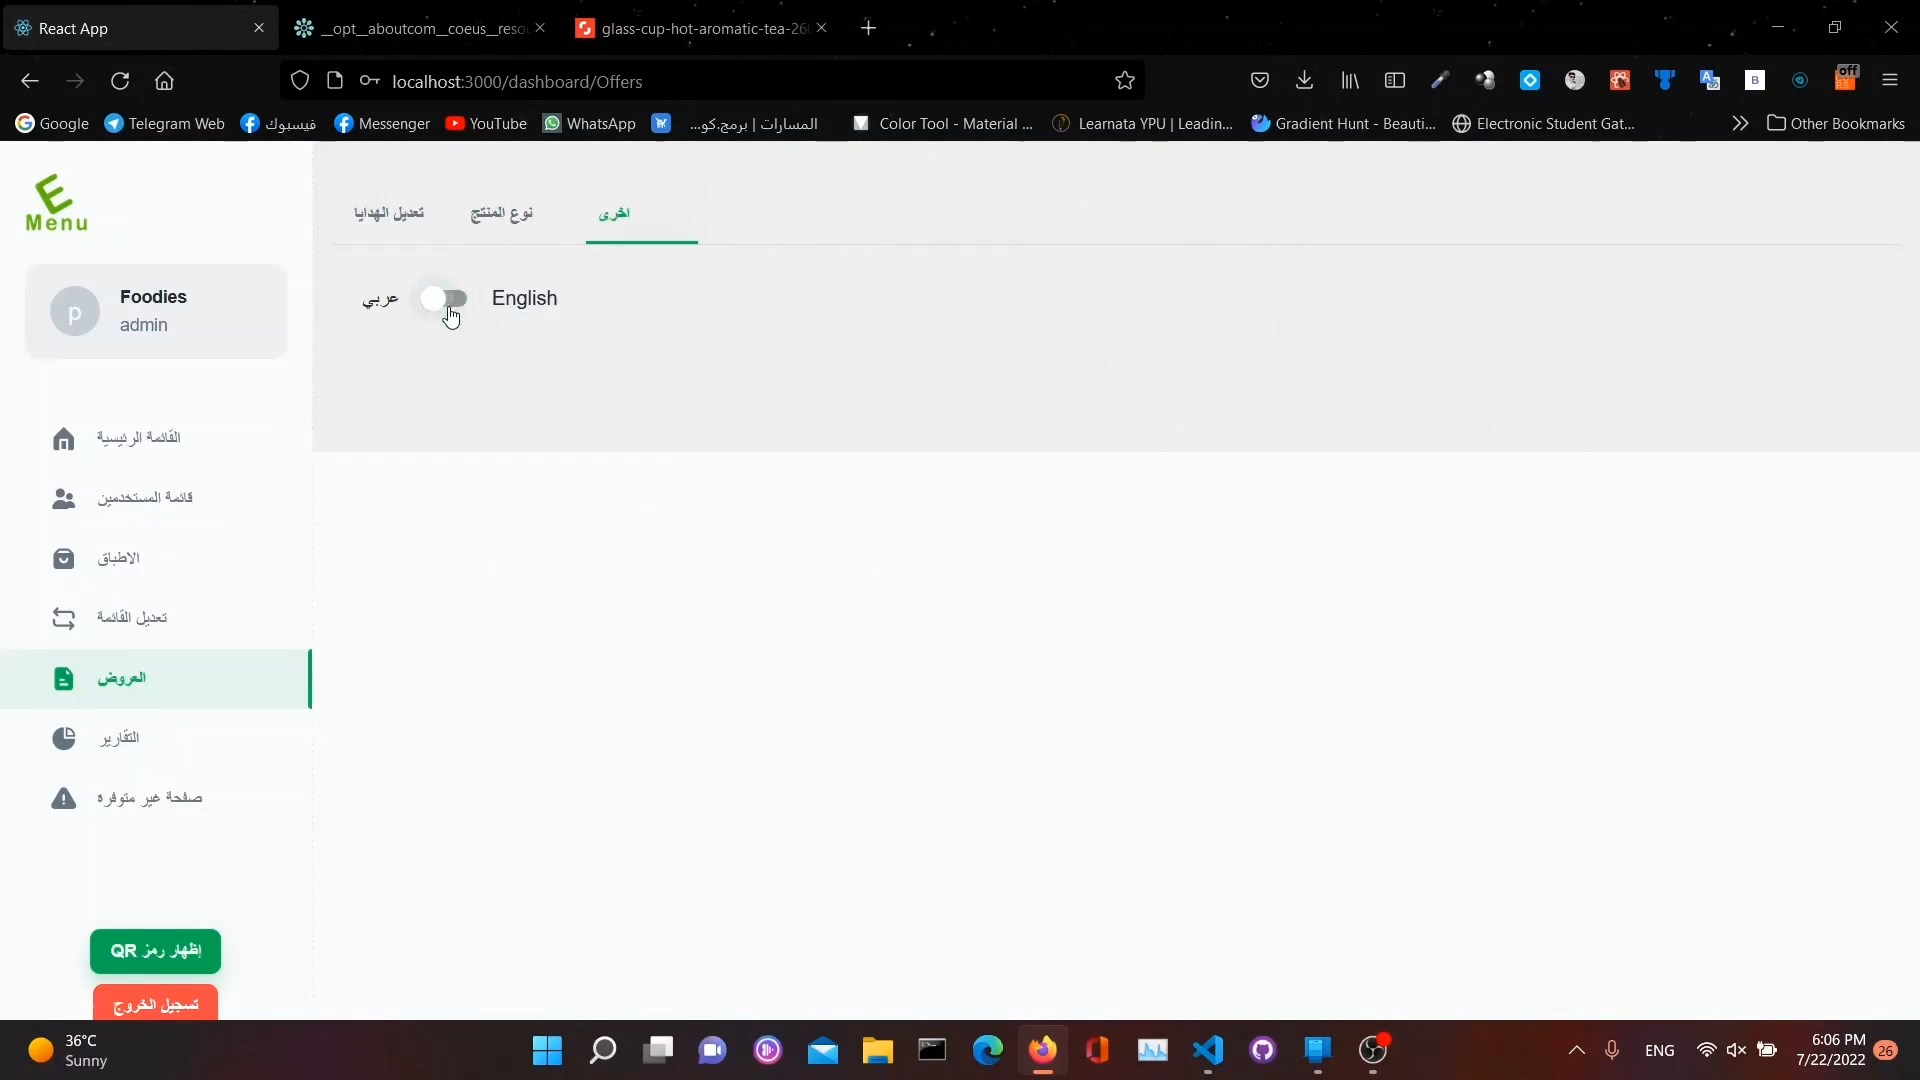 React App
__opt__aboutcom__coeus__resou
glass-cup-hot-aromatic-tea-26
localhost:3000/dashboard/Offers
off
Google
Telegram Web
فيسبوك
Messenger
YouTube
WhatsApp
المسارات | برمج.كو...
Color Tool - Material ...
Learnata YPU | Leadin...
Gradient Hunt - Beauti...
Electronic Student Gat...
Other Bookmarks
E
Menu
تعديل الهدايا
نوع المنتج
اخرى
p
Foodies
admin
عربي
English
القائمة الرئيسية
قائمة المستخدمين
الاطباق
تعديل القائمة
العروض
التقارير
صفحة غير متوفره
إظهار رمز QR
تسجيل الخروج
36°C
Sunny
ENG
6:06 PM
7/22/2022
26